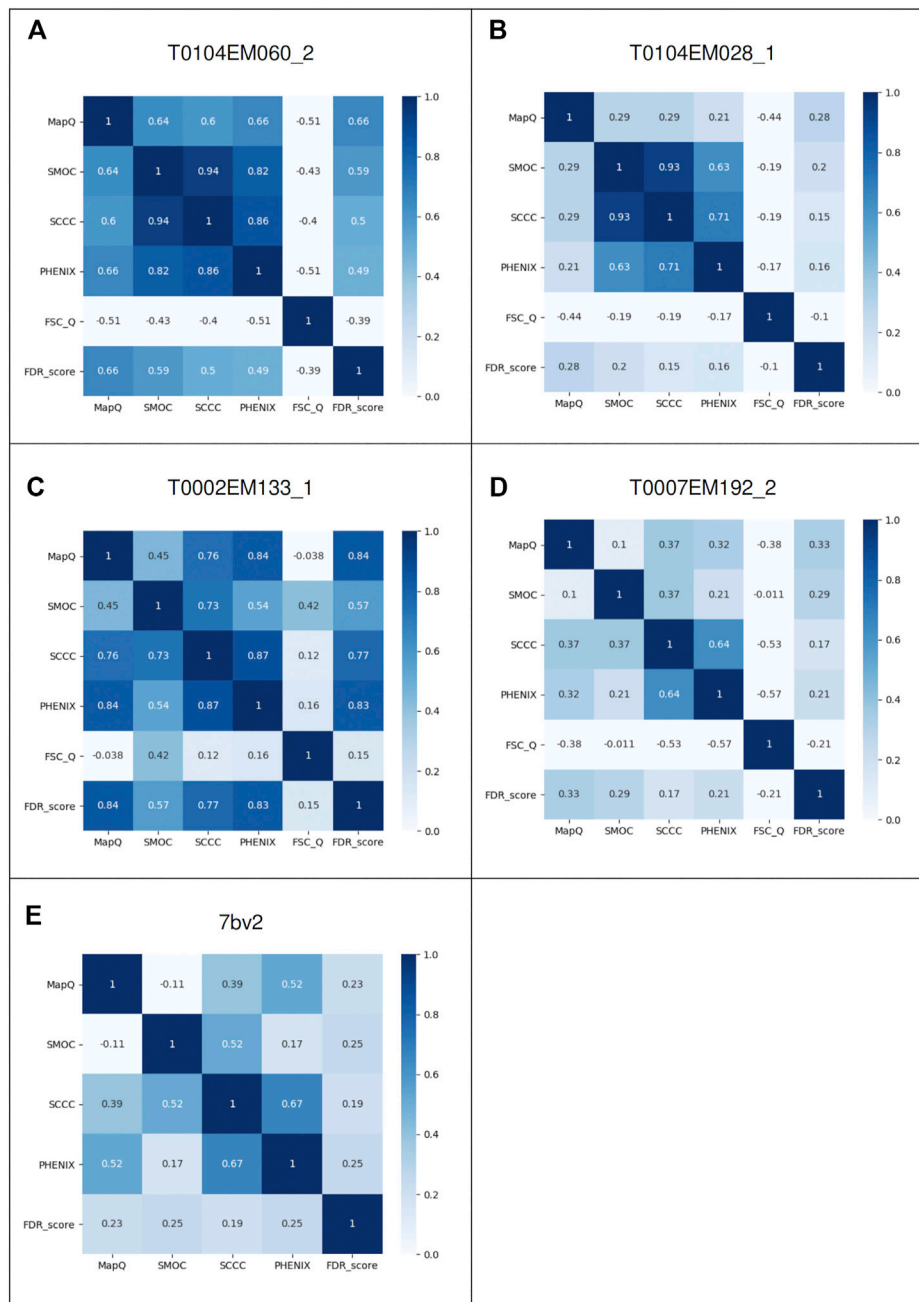 A
T0104EM060_2
MapQ 1 0.64 0.6 0.66 -0.51 0.66
SMOC 0.64 1 0.94 0.82 -0.43 0.59
SCCC 0.6 0.94 1 0.86 -0.4 0.5
PHENIX 0.66 0.82 0.86 1 -0.51 0.49
FSC_Q -0.51 -0.43 -0.4 -0.51 1 -0.39
FDR_score 0.66 0.59 0.5 0.49 -0.39 1
MapQ SMOC SCCC PHENIX FSC_Q FDR_score
1.0
0.8
0.6
0.4
0.2
0.0
B
T0104EM028_1
MapQ 1 0.29 0.29 0.21 -0.44 0.28
SMOC 0.29 1 0.93 0.63 -0.19 0.2
SCCC 0.29 0.93 1 0.71 -0.19 0.15
PHENIX 0.21 0.63 0.71 1 -0.17 0.16
FSC_Q -0.44 -0.19 -0.19 -0.17 1 -0.1
FDR_score 0.28 0.2 0.15 0.16 -0.1 1
MapQ SMOC SCCC PHENIX FSC_Q FDR_score
1.0
0.8
0.6
0.4
0.2
0.0
C
T0002EM133_1
MapQ 1 0.45 0.76 0.84 -0.038 0.84
SMOC 0.45 1 0.73 0.54 0.42 0.57
SCCC 0.76 0.73 1 0.87 0.12 0.77
PHENIX 0.84 0.54 0.87 1 0.16 0.83
FSC_Q -0.038 0.42 0.12 0.16 1 0.15
FDR_score 0.84 0.57 0.77 0.83 0.15 1
MapQ SMOC SCCC PHENIX FSC_Q FDR_score
1.0
0.8
0.6
0.4
0.2
0.0
D
T0007EM192_2
MapQ 1 0.1 0.37 0.32 -0.38 0.33
SMOC 0.1 1 0.37 0.21 -0.011 0.29
SCCC 0.37 0.37 1 0.64 -0.53 0.17
PHENIX 0.32 0.21 0.64 1 -0.57 0.21
FSC_Q -0.38 -0.011 -0.53 -0.57 1 -0.21
FDR_score 0.33 0.29 0.17 0.21 -0.21 1
MapQ SMOC SCCC PHENIX FSC_Q FDR_score
1.0
0.8
0.6
0.4
0.2
0.0
E
7bv2
MapQ 1 -0.11 0.39 0.52 0.23
SMOC -0.11 1 0.52 0.17 0.25
SCCC 0.39 0.52 1 0.67 0.19
PHENIX 0.52 0.17 0.67 1 0.25
FDR_score 0.23 0.25 0.19 0.25 1
MapQ SMOC SCCC PHENIX FDR_score
1.0
0.8
0.6
0.4
0.2
0.0